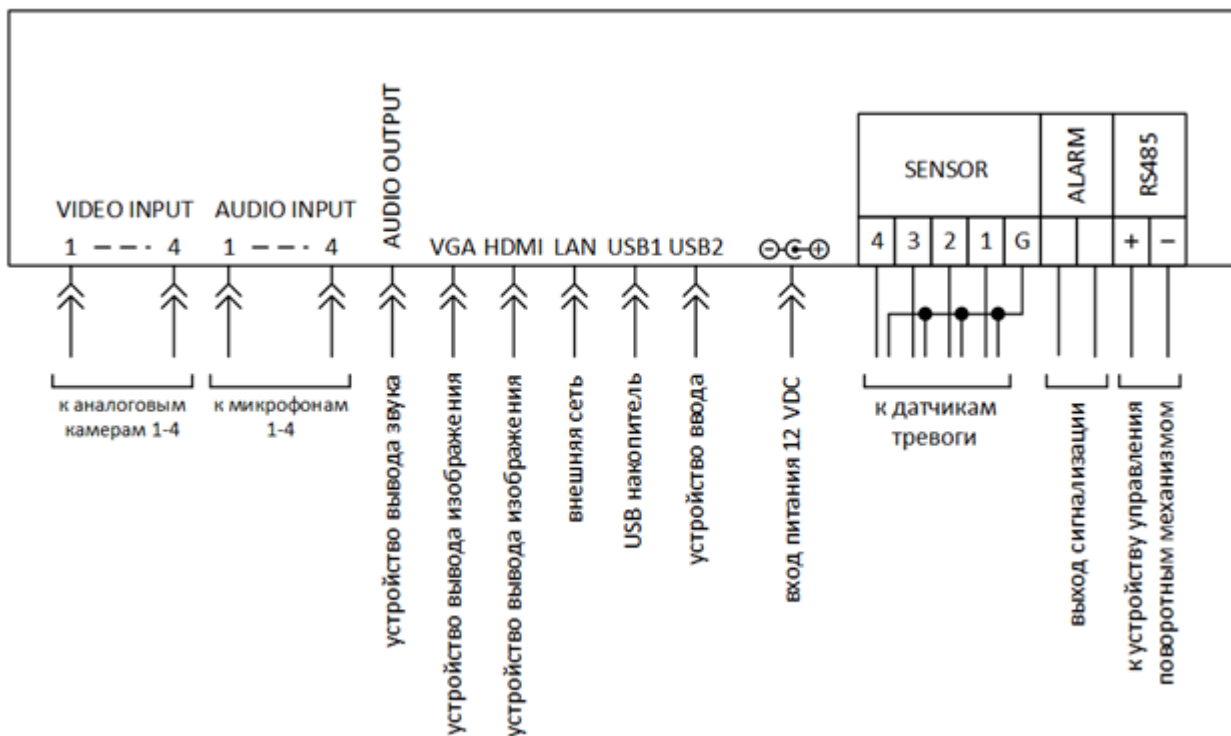 AUDIO OUTPUT
SENSOR
ALARM
RS485
VIDEO INPUT AUDIO INPUT
1 4 1 4
VGA HDMI LAN USB1 USB2
4 3 2 1 G + −
к аналоговым
камерам 1-4
к микрофонам
1-4
устройство вывода звука
устройство вывода изображения
устройство вывода изображения
внешняя сеть
USB накопитель
устройство ввода
вход питания 12 VDC
к датчикам
тревоги
выход сигнализации
к устройству управления
поворотным механизмом